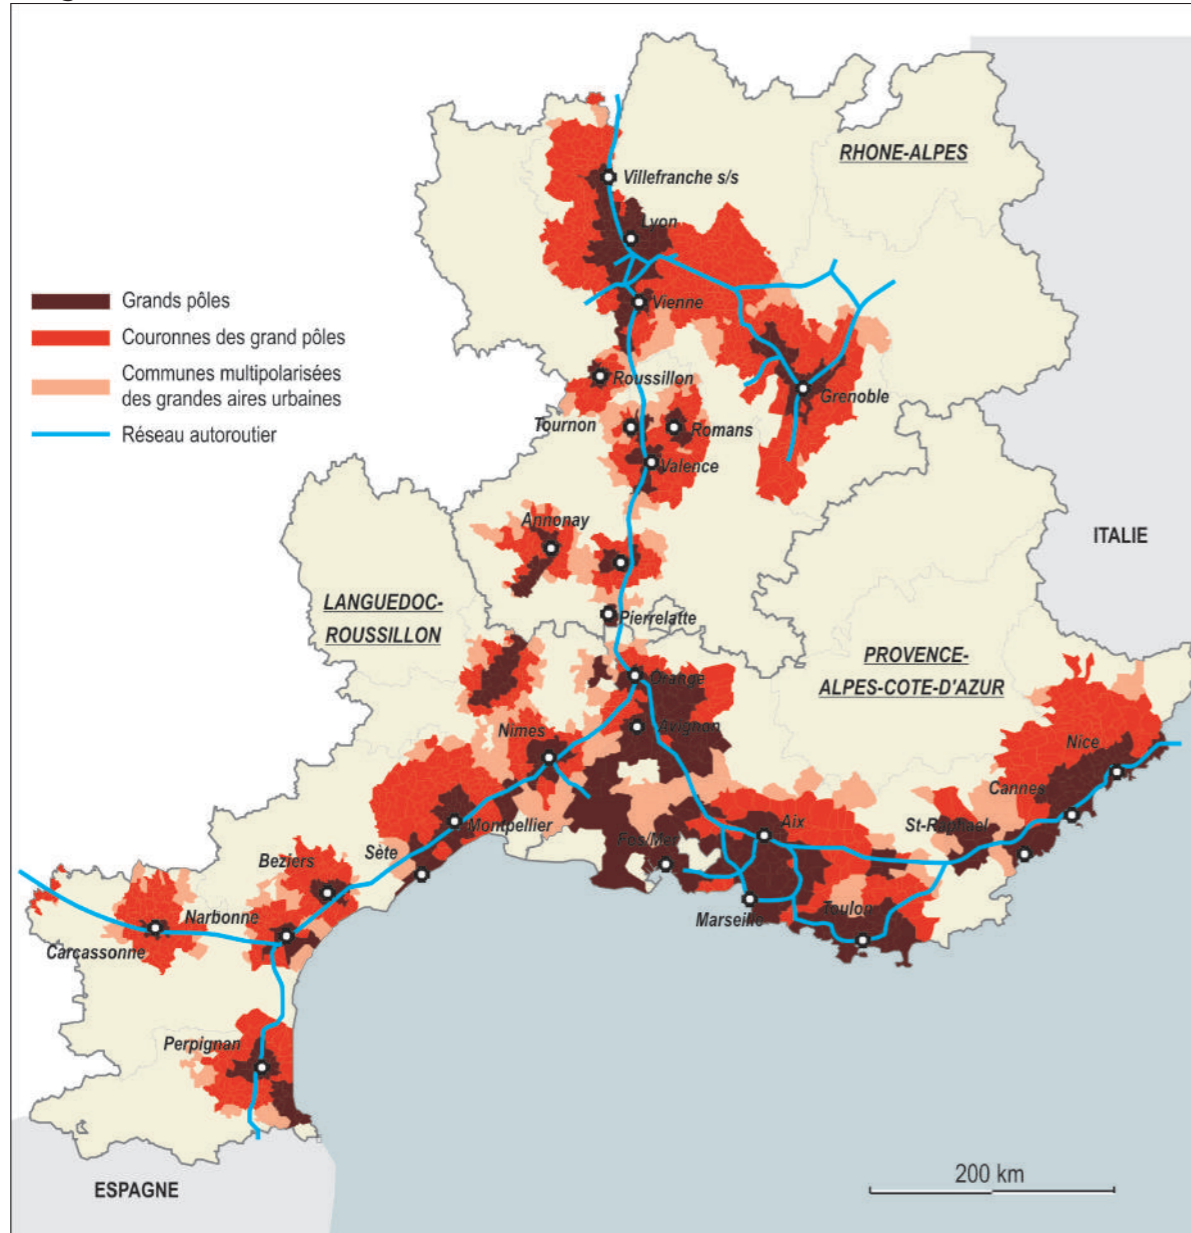 RHONE-ALPES
Villefranche s/s
Lyon
Grands pôles
Vienne
Couronnes des grand pôles
Communes multipolarisées
des grandes aires urbaines
Roussillon
Grenoble
Tournon
Romans
Réseau autoroutier
Valence
Annonay
ITALIE
LANGUEDOC-
ROUSSILLON
Pierrelatte
PROVENCE-
ALPES-COTE-D'AZUR
Orange
Avignon
Nimes
Nice
Cannes
St-Raphael
Montpellier
Aix
Fos/Mer
Sète
Beziers
Narbonne
Toulon
Marseille
Carcassonne
Perpignan
200 km
ESPAGNE